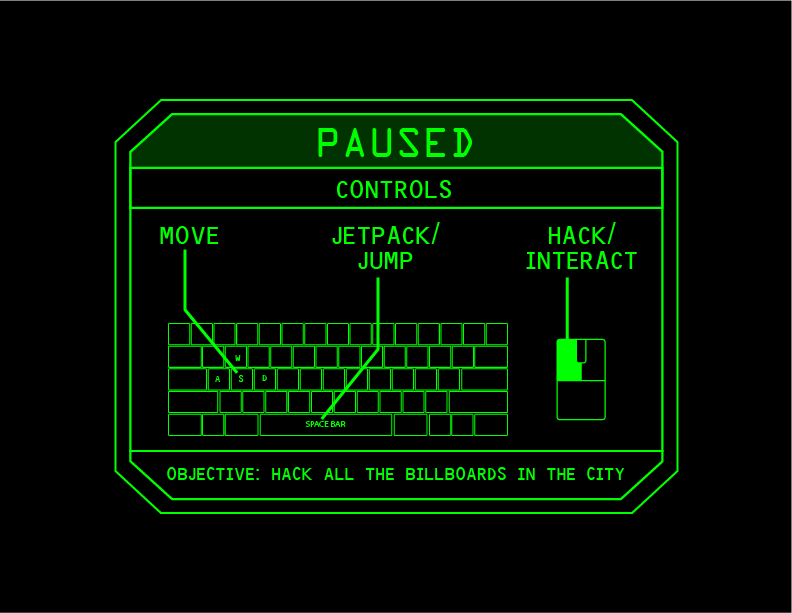 PAUSED
CONTROLS
MOVE
JETPACK/
JUMP
HACK/
INTERACT
W
A S D
SPACE BAR
OBJECTIVE: HACK ALL THE BILLBOARDS IN THE CITY